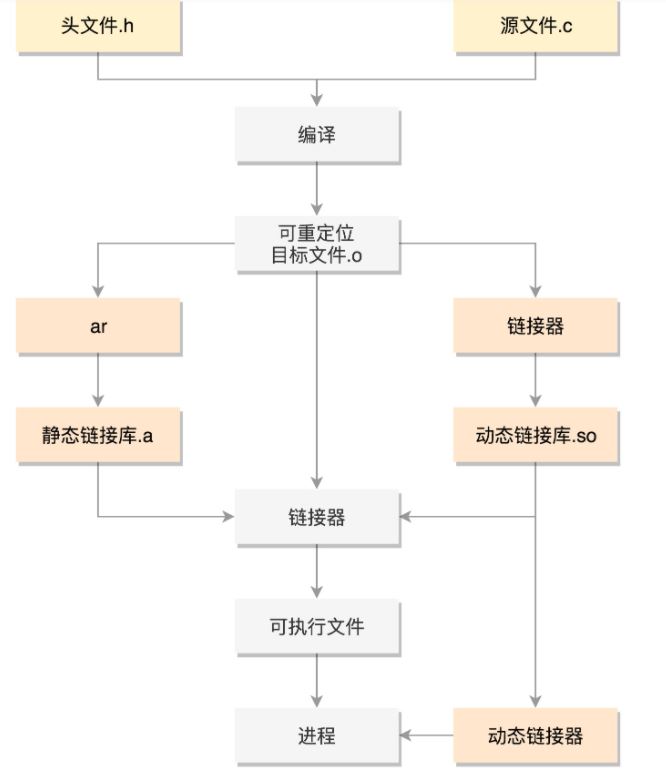 头文件.h
源文件.c
编译
可重定位
目标文件.o
ar
链接器
静态链接库.a
动态链接库.so
链接器
可执行文件
进程
动态链接器